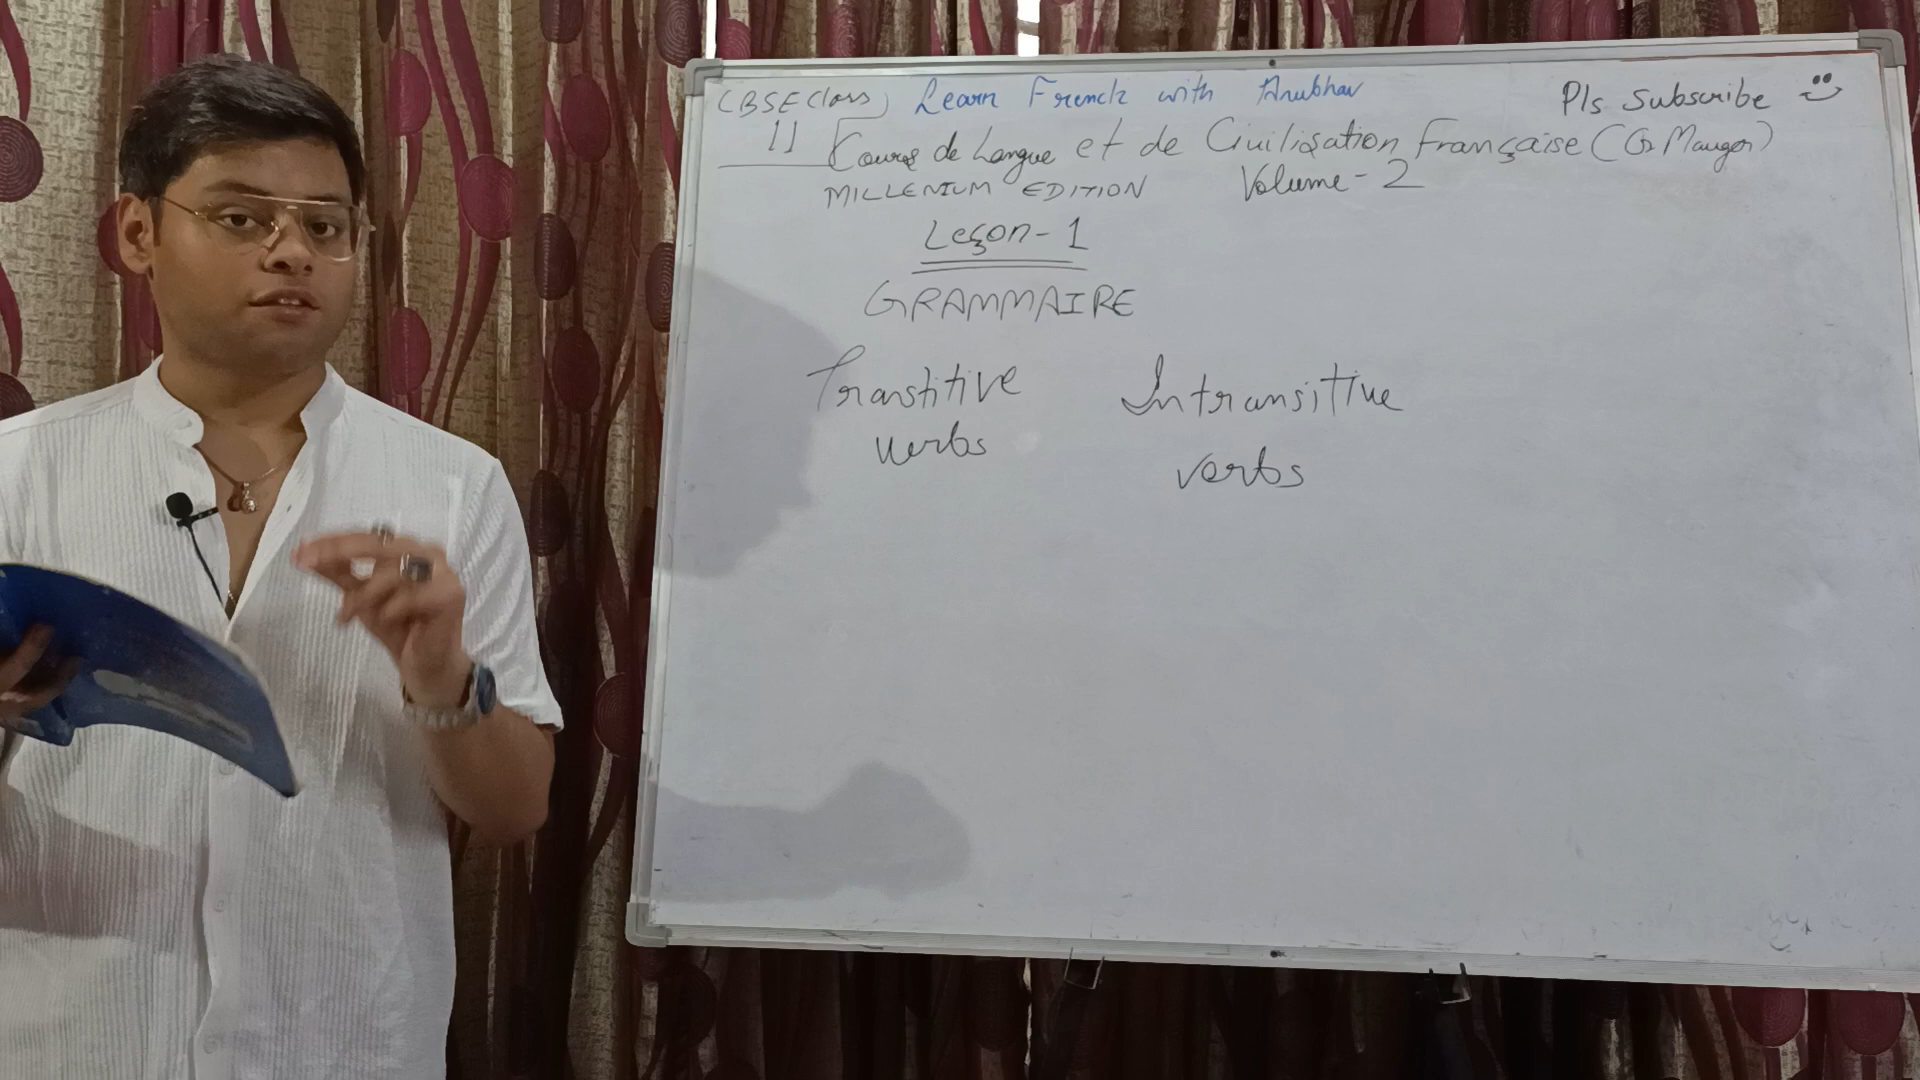 CBSE Class 11
Learn French with Anubhav
Pls Subscribe
Cours de Langue et de Civilisation Française (G Mauger)
MILLENIUM EDITION Volume-2
Leçon-1
GRAMMAIRE
Transtitive verbs
Intransitive verbs